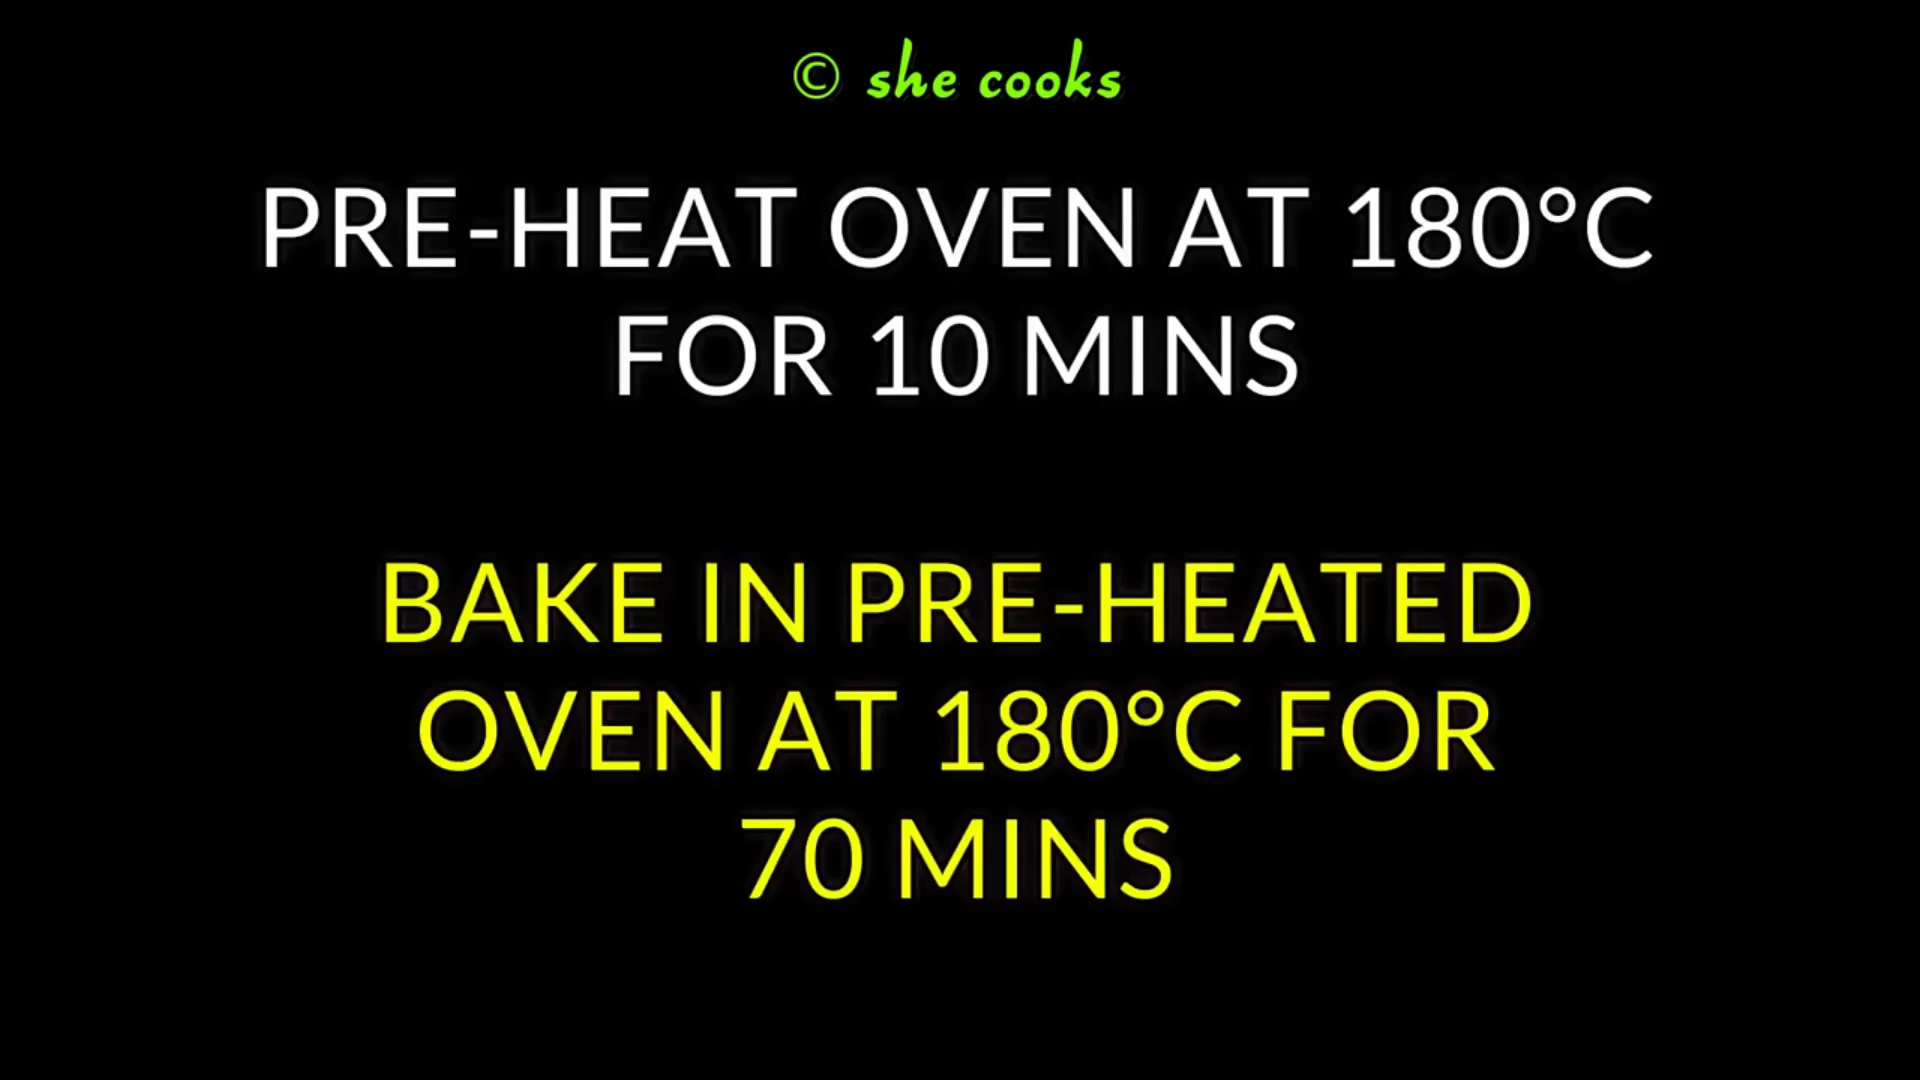 © she cooks
PRE-HEAT OVEN AT 180°C
FOR 10 MINS
BAKE IN PRE-HEATED
OVEN AT 180°C FOR
70 MINS